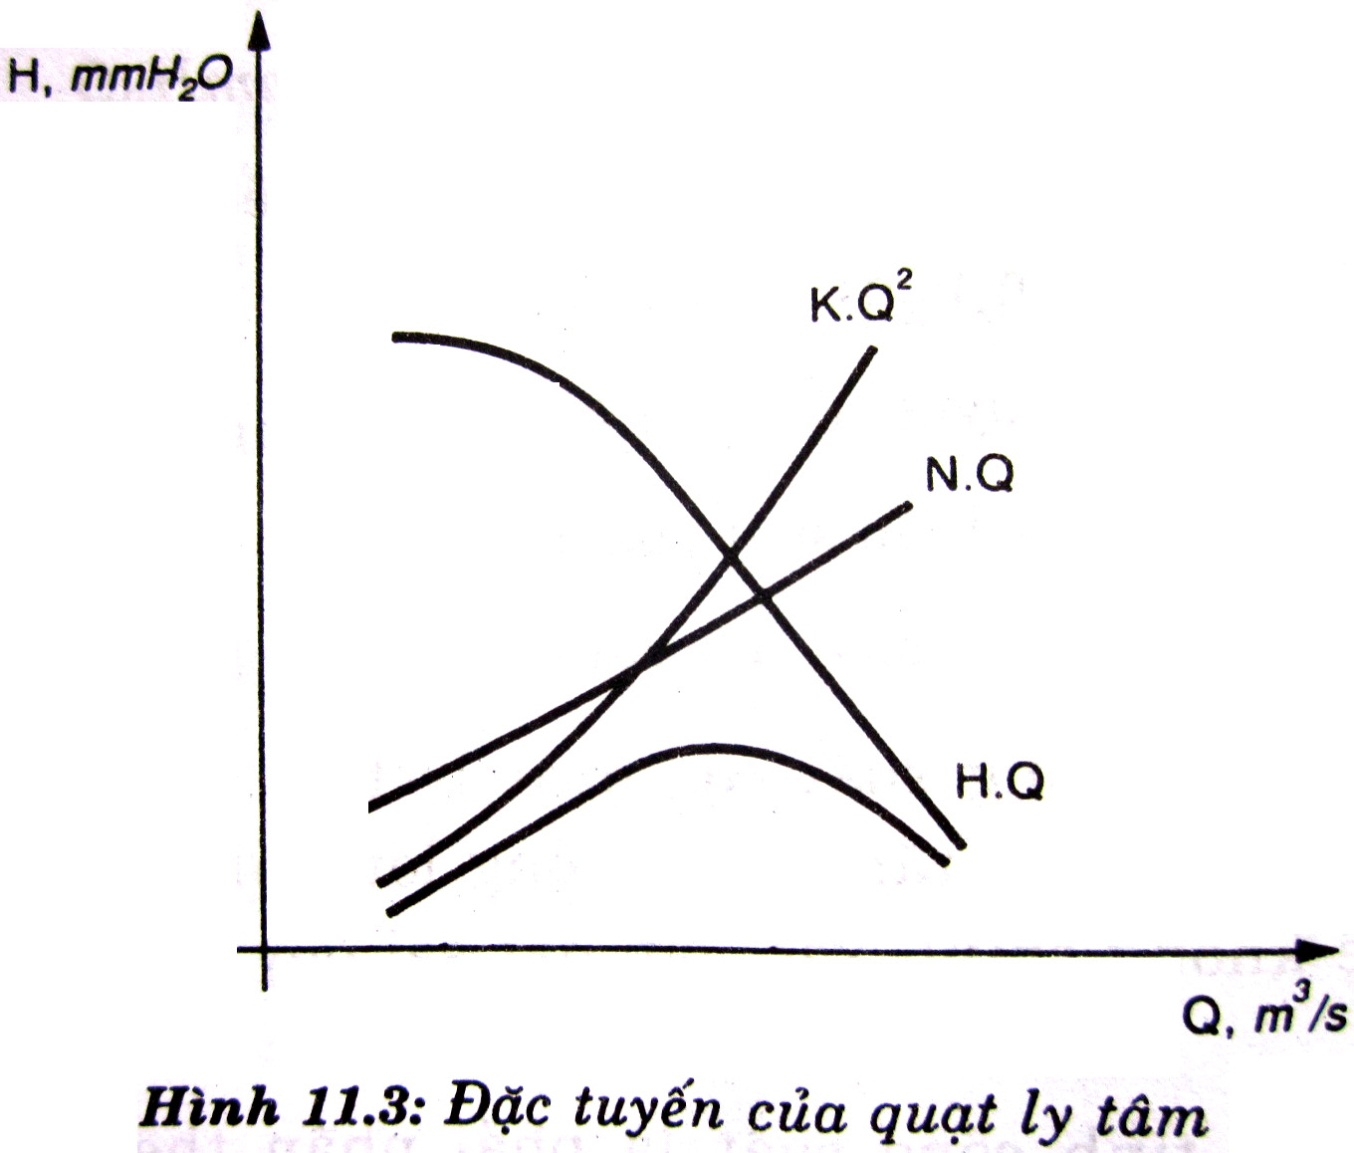 H, mmH₂O
K.Q²
N.Q
H.Q
Q, m³/s
Hình 11.3: Đặc tuyến của quạt ly tâm